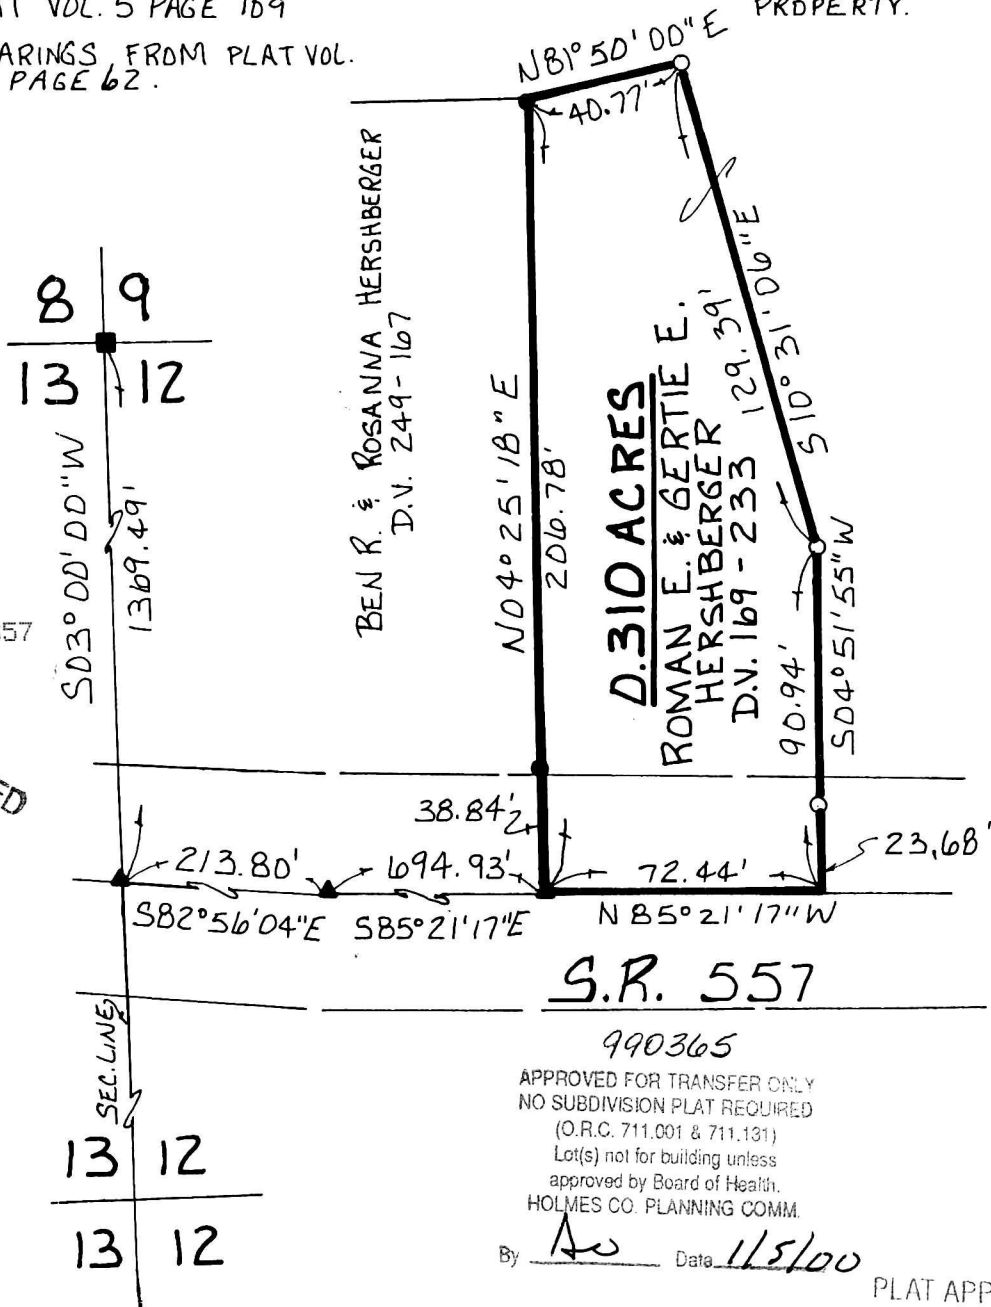 VOL. 5 PAGE 109
PROPERTY.
ARINGS FROM PLAT VOL.
PAGE 62.
N81°50'00"E
40.77'
8 9
13 12
S03°00'00"W
1369.49'
57
BEN R. & ROSANNA HERSHBERGER
D.V. 249-167
N04°25'18"E
206.78'
0.310 ACRES
ROMAN E. & GERTIE E.
HERSHBERGER
D.V. 169-233
129.39'
S10°31'06"E
90.94'
S04°51'55"W
ED
38.84'
23.68'
213.80'
694.93'
72.44'
S82°56'04"E
S85°21'17"E
N85°21'17"W
S.R. 557
SEC. LINE
13 12
13 12
990365
APPROVED FOR TRANSFER ONLY
NO SUBDIVISION PLAT REQUIRED
(O.R.C. 711.001 & 711.131)
Lot(s) not for building unless
approved by Board of Health.
HOLMES CO. PLANNING COMM.
By Data 1/5/00
PLAT APP